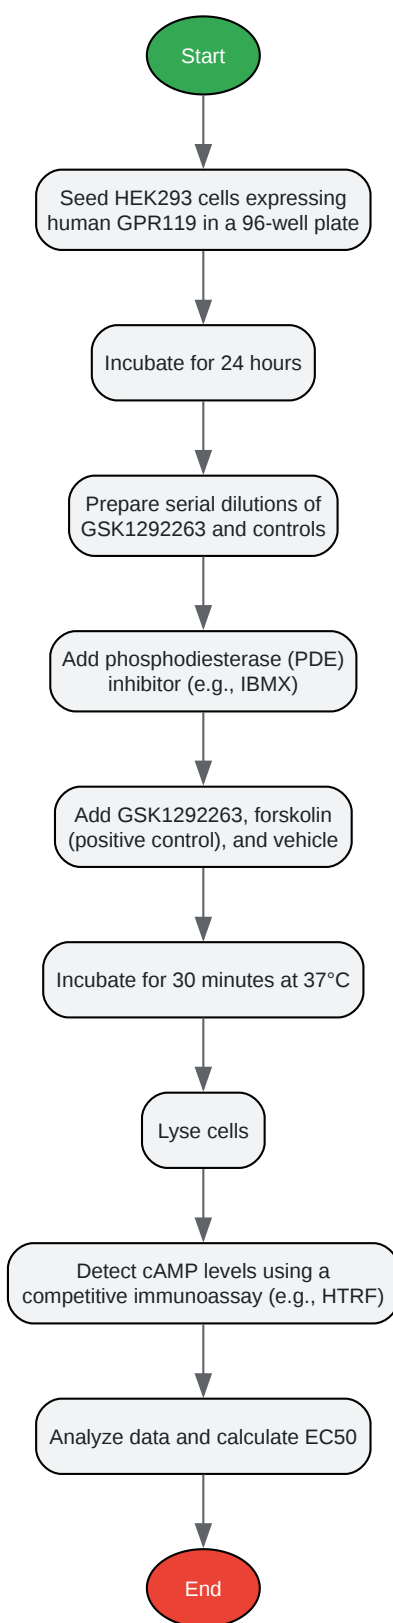 Start
Seed HEK293 cells expressing
human GPR119 in a 96-well plate
Incubate for 24 hours
Prepare serial dilutions of
GSK1292263 and controls
Add phosphodiesterase (PDE)
inhibitor (e.g., IBMX)
Add GSK1292263, forskolin
(positive control), and vehicle
Incubate for 30 minutes at 37°C
Lyse cells
Detect cAMP levels using a
competitive immunoassay (e.g., HTRF)
Analyze data and calculate EC50
End